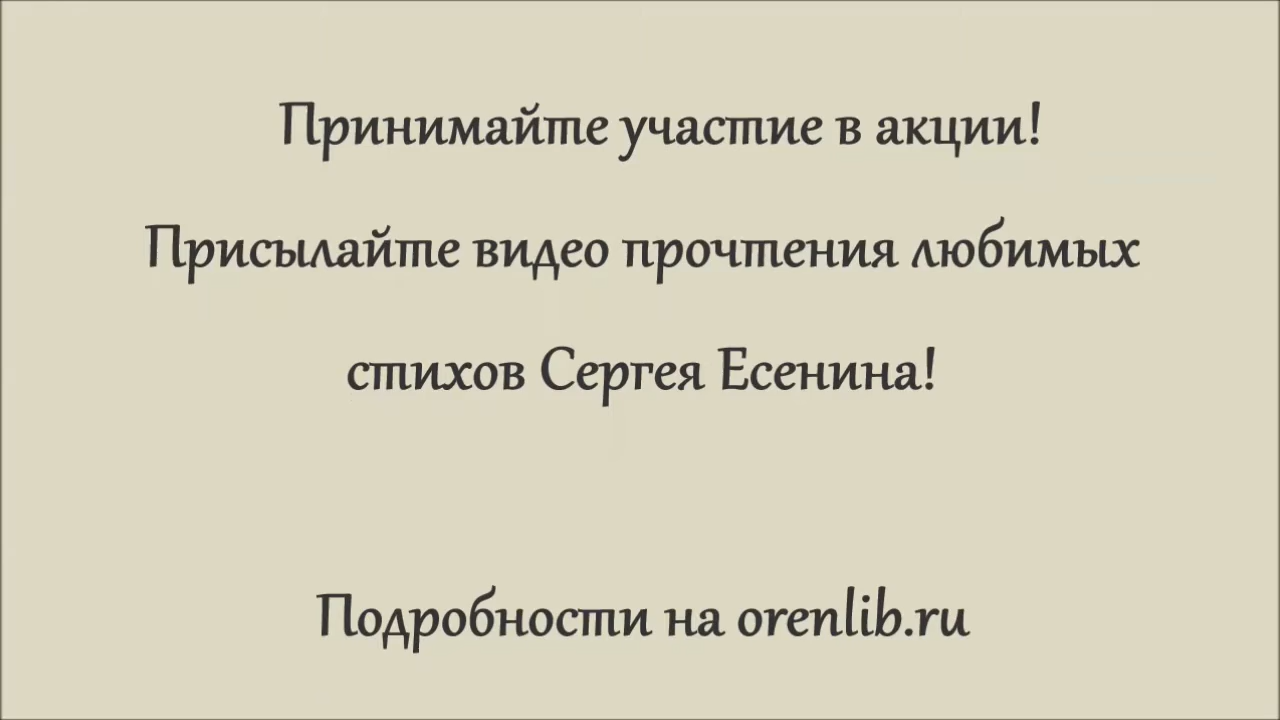 Принимайте участие в акции!
Присылайте видео прочтения любимых
стихов Сергея Есенина!
Подробности на orenlib.ru